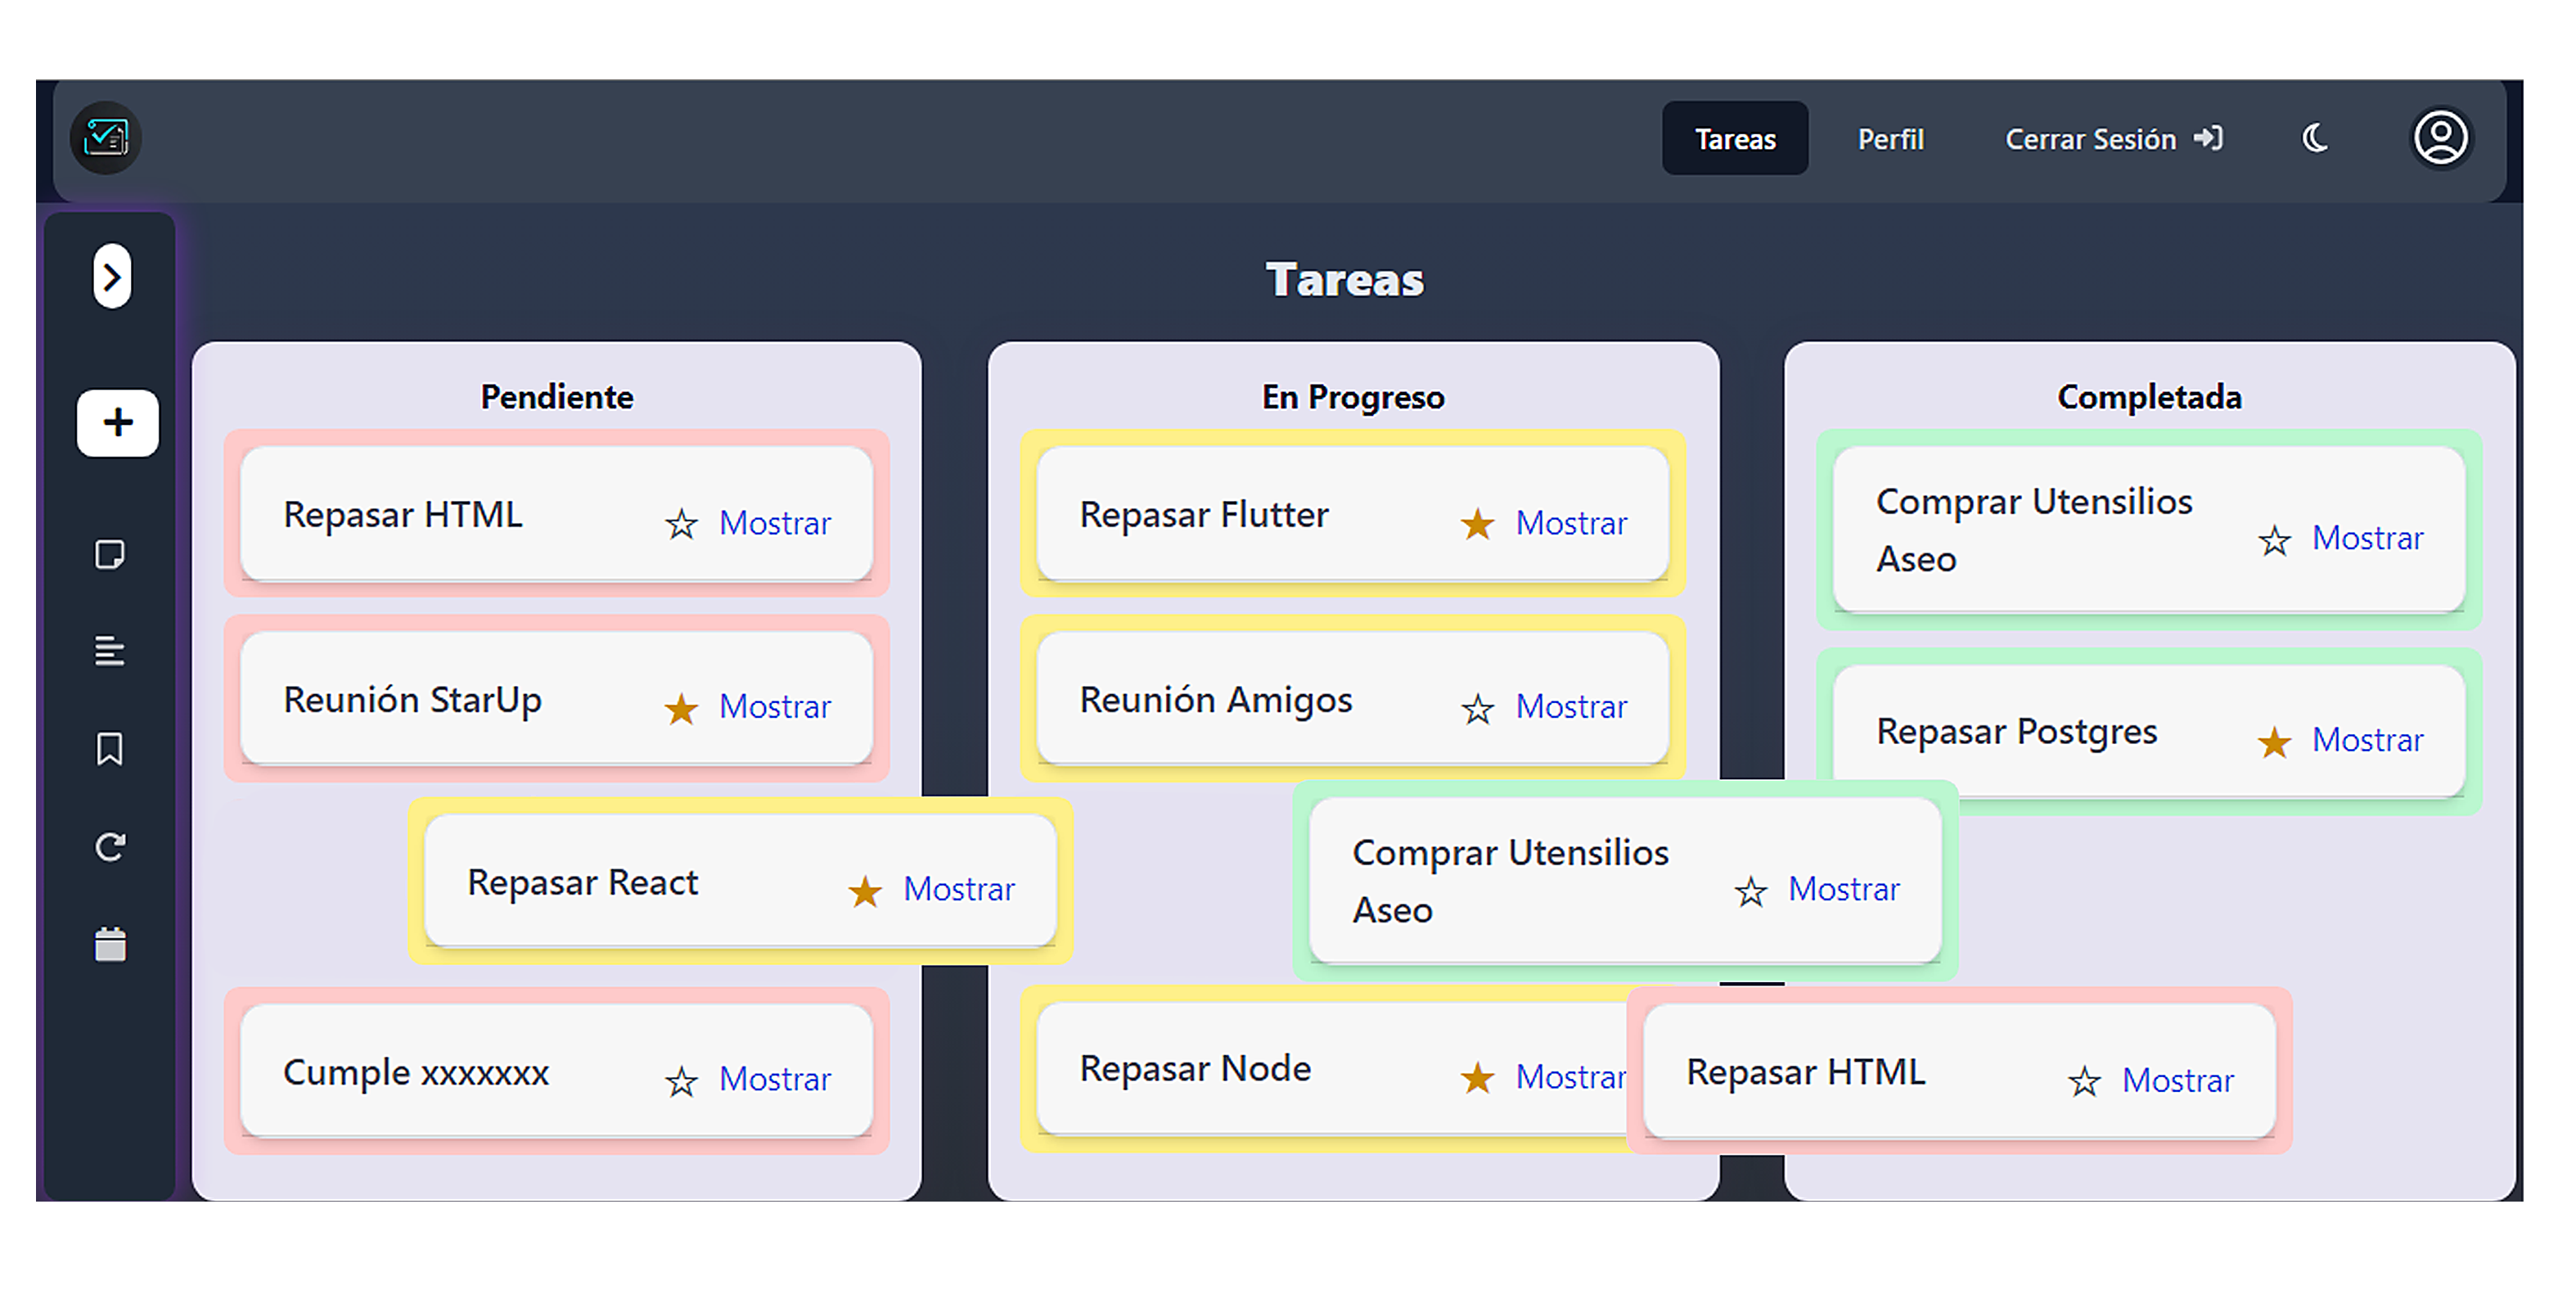 Tareas
Perfil
Cerrar Sesión
Tareas
Pendiente
Repasar HTML
Mostrar
Reunión StarUp
Mostrar
Repasar React
Mostrar
Cumple xxxxxxx
Mostrar
En Progreso
Repasar Flutter
Mostrar
Reunión Amigos
Mostrar
Comprar Utensilios
Aseo
Mostrar
Repasar Node
Mostrar
Completada
Comprar Utensilios
Aseo
Mostrar
Repasar Postgres
Mostrar
Repasar HTML
Mostrar